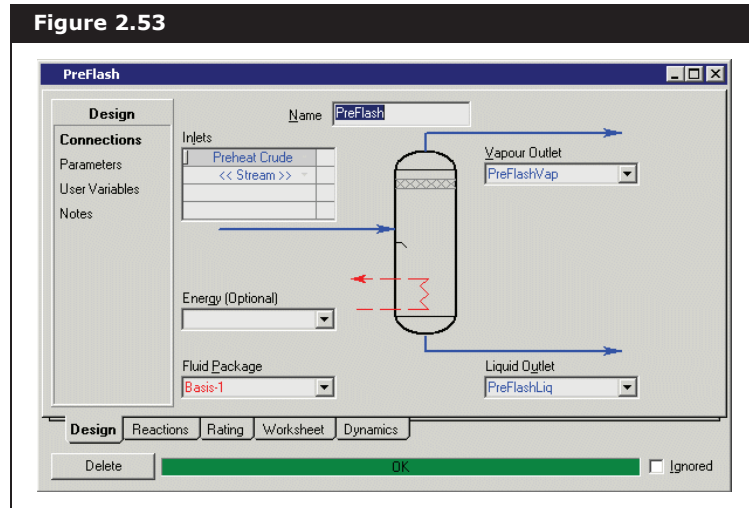 Figure 2.53
PreFlash
Design
Connections
Parameters
User Variables
Notes
Name PreFlash
Inlets
Preheat Crude
<< Stream >>
Vapour Outlet
PreFlashVap
Energy (Optional)
Fluid Package
Basis-1
Liquid Outlet
PreFlashLiq
Design Reactions Rating Worksheet Dynamics
Delete OK Ignored